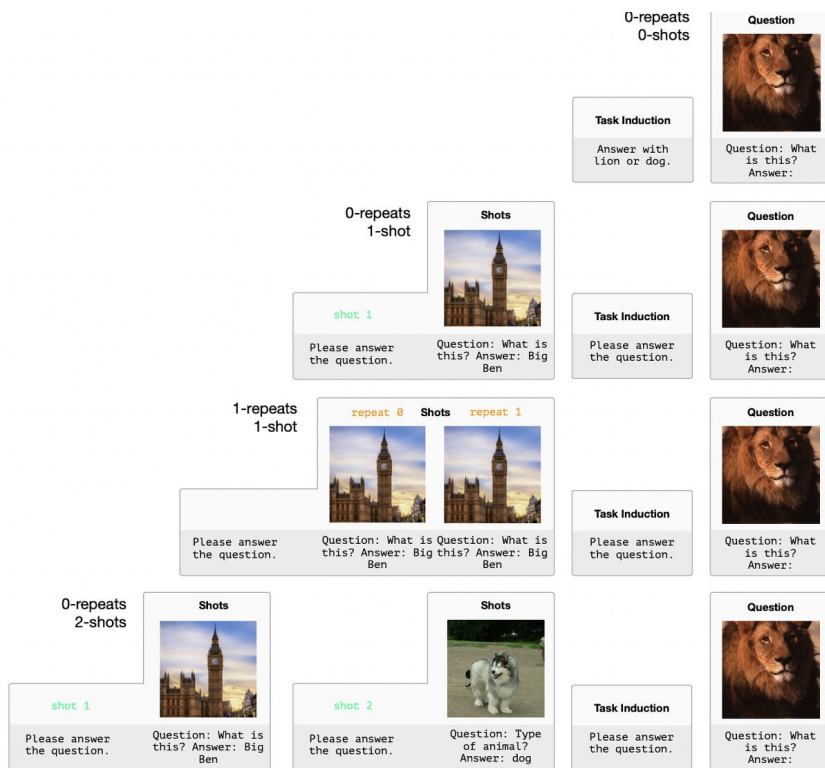 0-repeats
0-shots
Question
Task Induction
Answer with
lion or dog.
Question: What
is this?
Answer:
0-repeats
1-shot
Shots
Question
shot 1
Task Induction
Please answer
the question.
Question: What is
this? Answer: Big
Ben
Please answer
the question.
Question: What
is this?
Answer:
1-repeats
1-shot
repeat 0 Shots repeat 1
Question
Task Induction
Please answer
the question.
Question: What is
this? Answer: Big
Ben
Question: What is
this? Answer: Big
Ben
Please answer
the question.
Question: What
is this?
Answer:
0-repeats
2-shots
Shots
Shots
Question
shot 1
shot 2
Task Induction
Please answer
the question.
Question: What is
this? Answer: Big
Ben
Please answer
the question.
Question: Type
of animal?
Answer: dog
Please answer
the question.
Question: What
is this?
Answer: